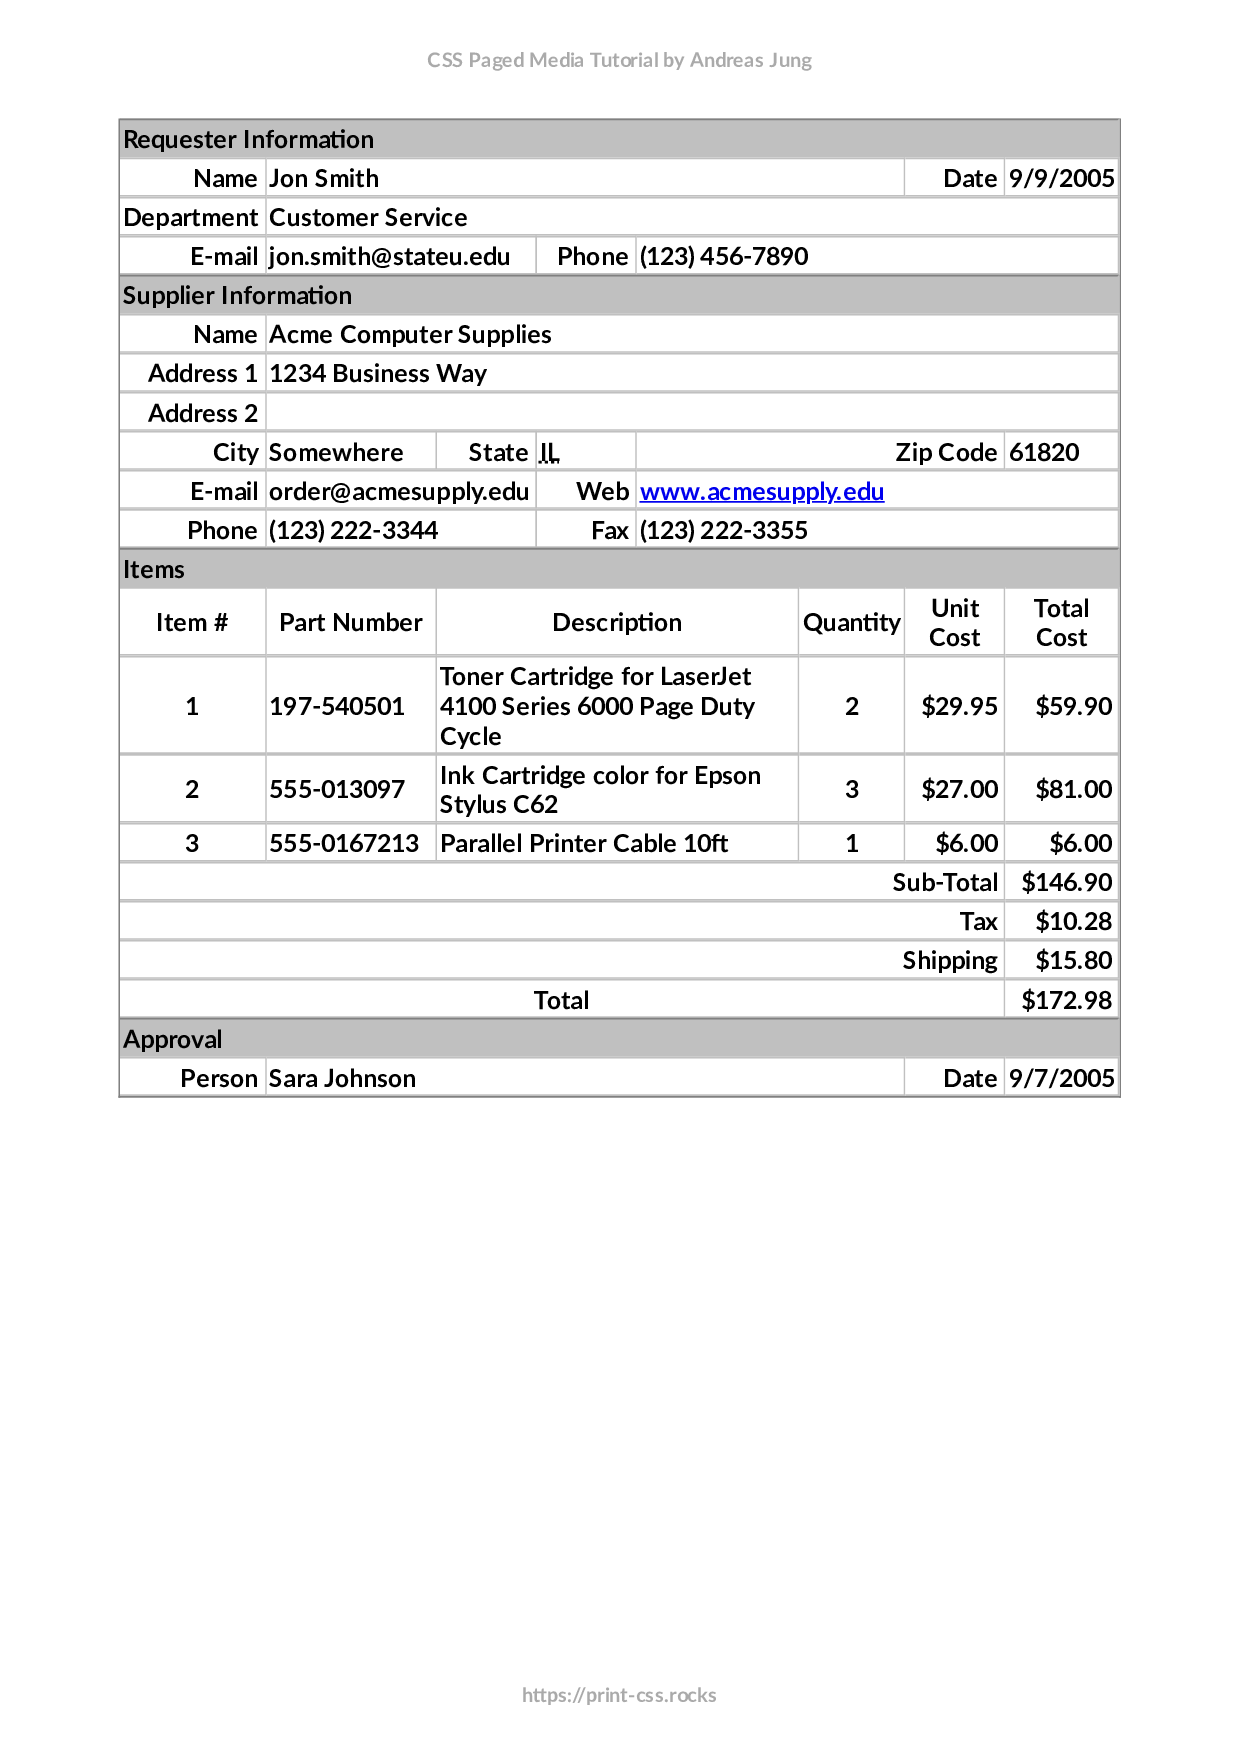 CSS Paged Media Tutorial by Andreas Jung
Requester Information
Name Jon Smith Date 9/9/2005
Department Customer Service
E-mail jon.smith@stateu.edu Phone (123) 456-7890
Supplier Information
Name Acme Computer Supplies
Address 1 1234 Business Way
Address 2
City Somewhere State IL Zip Code 61820
E-mail order@acmesupply.edu Web www.acmesupply.edu
Phone (123) 222-3344 Fax (123) 222-3355
Items
Item # Part Number Description Quantity Unit Cost Total Cost
1 197-540501 Toner Cartridge for LaserJet
4100 Series 6000 Page Duty
Cycle 2 $29.95 $59.90
2 555-013097 Ink Cartridge color for Epson
Stylus C62 3 $27.00 $81.00
3 555-0167213 Parallel Printer Cable 10ft 1 $6.00 $6.00
Sub-Total $146.90
Tax $10.28
Shipping $15.80
Total $172.98
Approval
Person Sara Johnson Date 9/7/2005
https://print-css.rocks